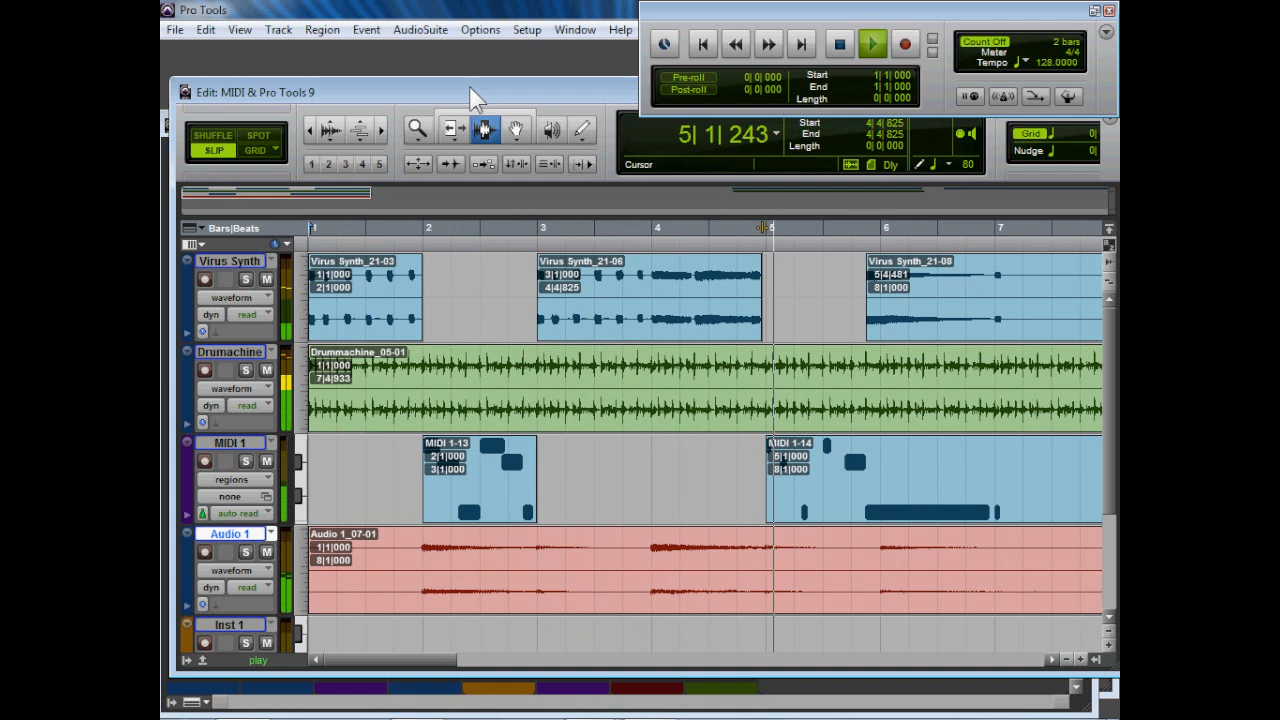 Pro Tools
File Edit View Track Region Event AudioSuite Options Setup Window Help
Count Off 2 bars
Meter 4/4
Tempo 128.0000
Pre-roll 0| 0| 000
Post-roll 0| 0| 000
Start 1| 1| 000
End 1| 1| 000
Length 0| 0| 000
Edit: MIDI & Pro Tools 9
SHUFFLE SPOT
SLIP GRID
1 2 3 4 5
5| 1| 243
Start 4| 4| 825
End 4| 4| 825
Length 0| 0| 000
Cursor
Dly
80
Grid 0|
Nudge 0|
Bars|Beats
1 2 3 4 5 6 7
Virus Synth
S M
waveform
dyn read
Virus Synth_21-03
1|1|000
2|1|000
Virus Synth_21-06
3|1|000
4|4|825
Virus Synth_21-08
5|4|481
8|1|000
Drumachine
S M
waveform
dyn read
Drummachine_05-01
1|1|000
7|4|933
MIDI 1
S M
regions
none
auto read
MIDI 1-13
2|1|000
3|1|000
MIDI 1-14
5|1|000
8|1|000
Audio 1
S M
waveform
dyn read
Audio 1_07-01
1|1|000
8|1|000
Inst 1
S M
play